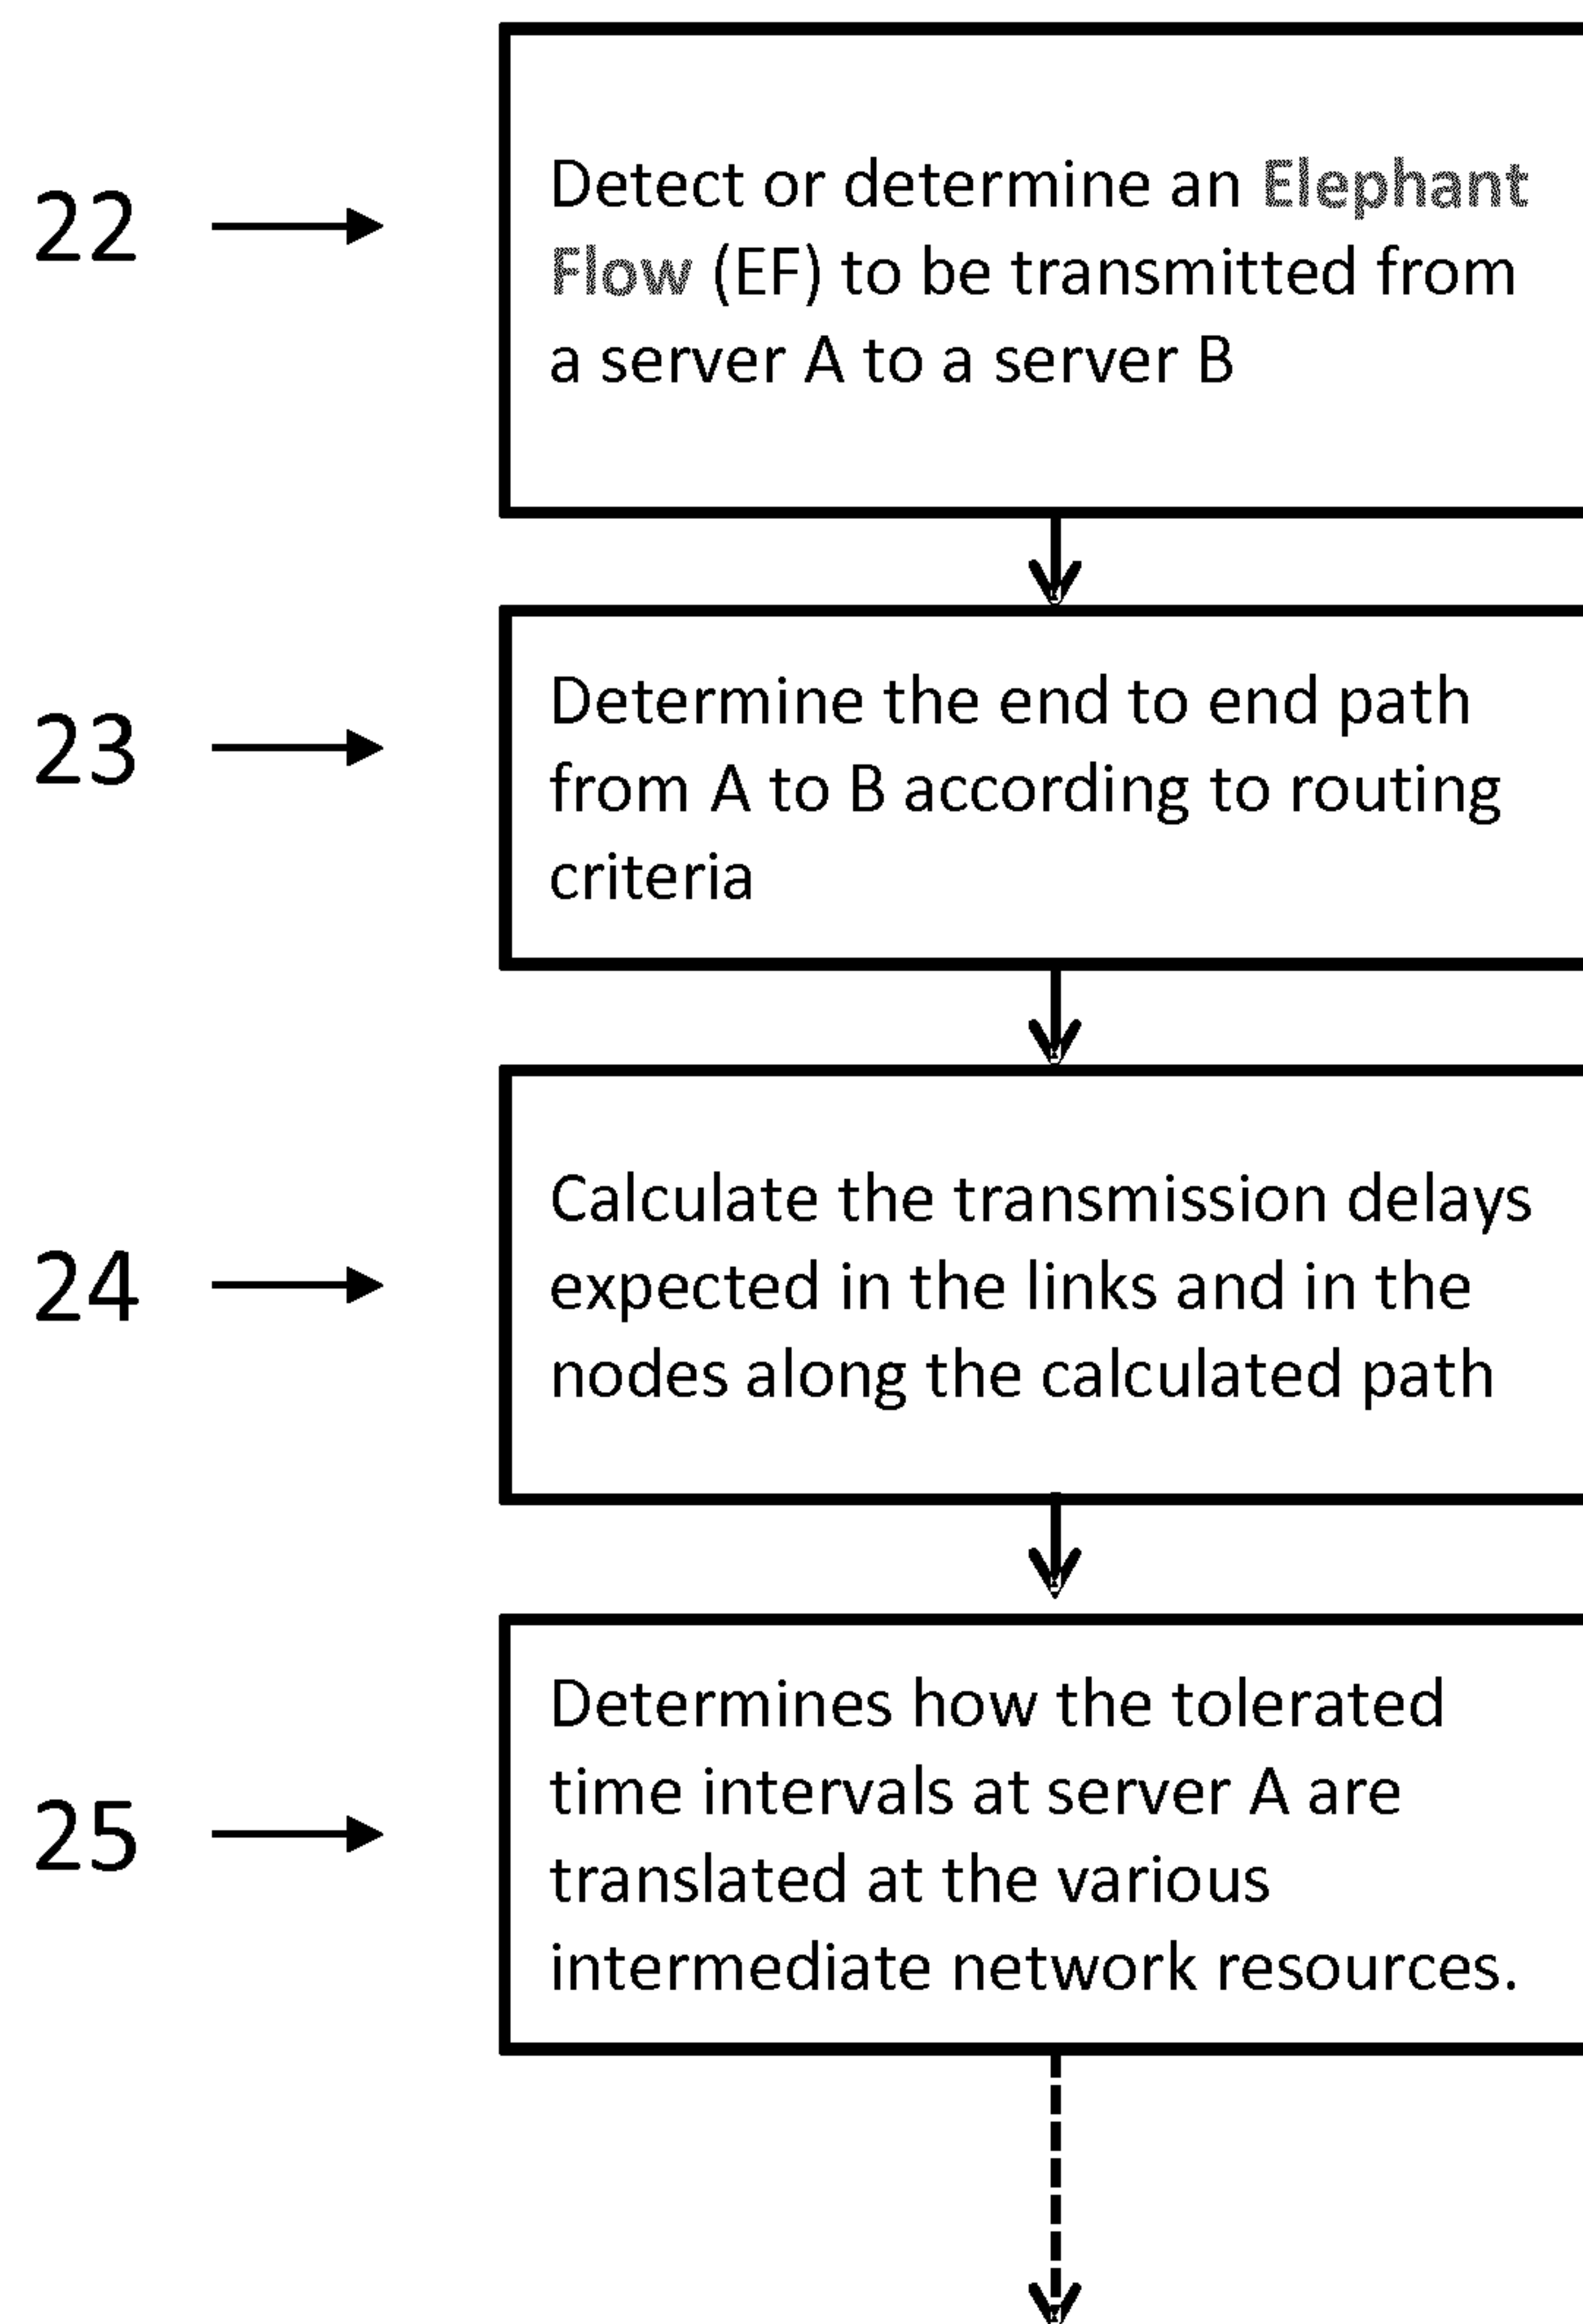 22
Detect or determine an Elephant
Flow (EF) to be transmitted from
a server A to a server B
23
Determine the end to end path
from A to B according to routing
criteria
24
Calculate the transmission delays
expected in the links and in the
nodes along the calculated path
25
Determines how the tolerated
time intervals at server A are
translated at the various
intermediate network resources.